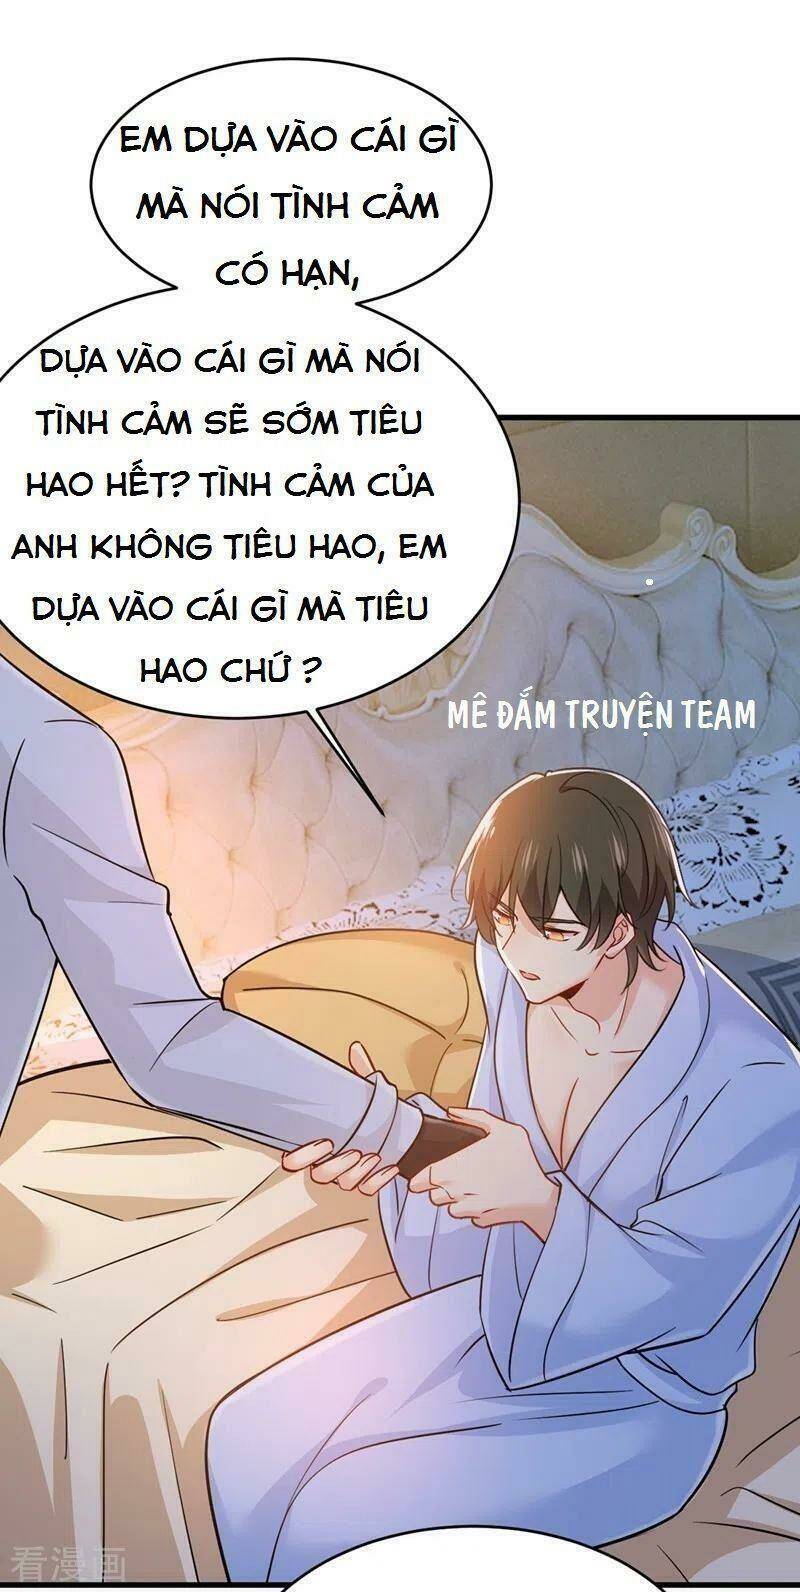 EM DỰA VÀO CÁI GÌ
MÀ NÓI TÌNH CẢM
CÓ HẠN,
DỰA VÀO CÁI GÌ MÀ NÓI
TÌNH CẢM SẼ SỚM TIÊU
HAO HẾT? TÌNH CẢM CỦA
ANH KHÔNG TIÊU HAO, EM
DỰA VÀO CÁI GÌ MÀ TIÊU
HAO CHỨ ?
MÊ ĐẮM TRUYỆN TEAM
看漫画